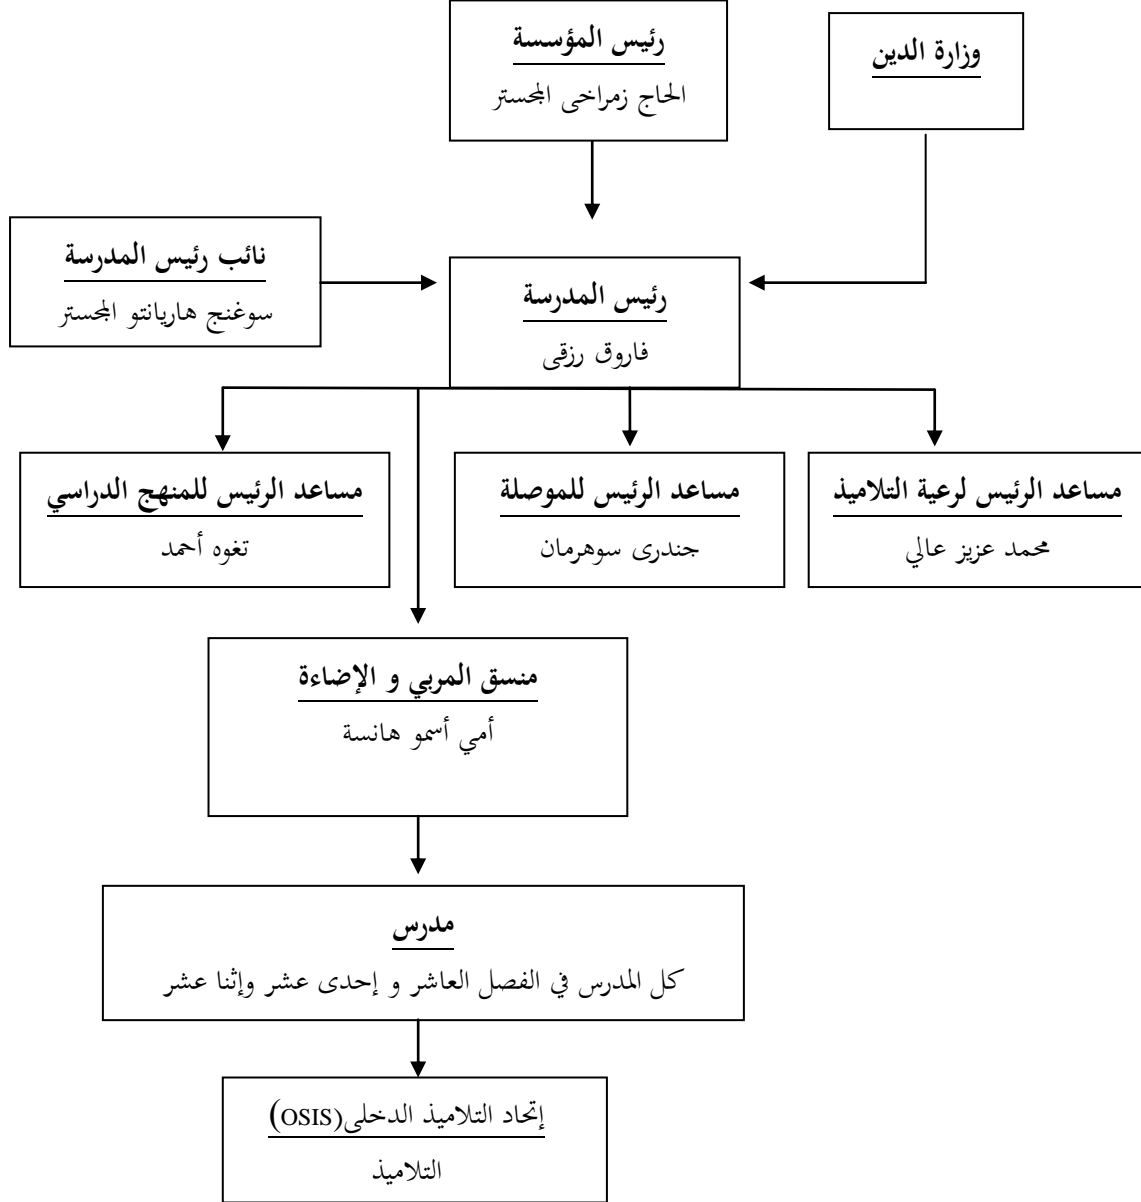 وزارة الدين
رئيس المؤسسة
الحاج زمراخى المجستر
نائب رئيس المدرسة
سوغنج هاريانتو المجستر
رئيس المدرسة
فاروق رزقى
مساعد الرئيس لرعية التلاميذ
محمد عزيز عالي
مساعد الرئيس للموصلة
جندرى سوهرمان
مساعد الرئيس للمنهج الدراسي
تغوه أحمد
منسق المربي و الإضاءة
أمي أسمو هانسة
مدرس
كل المدرس في الفصل العاشر و إحدى عشر وإثنا عشر
إتحاد التلاميذ الدخلى(OSIS)
التلاميذ